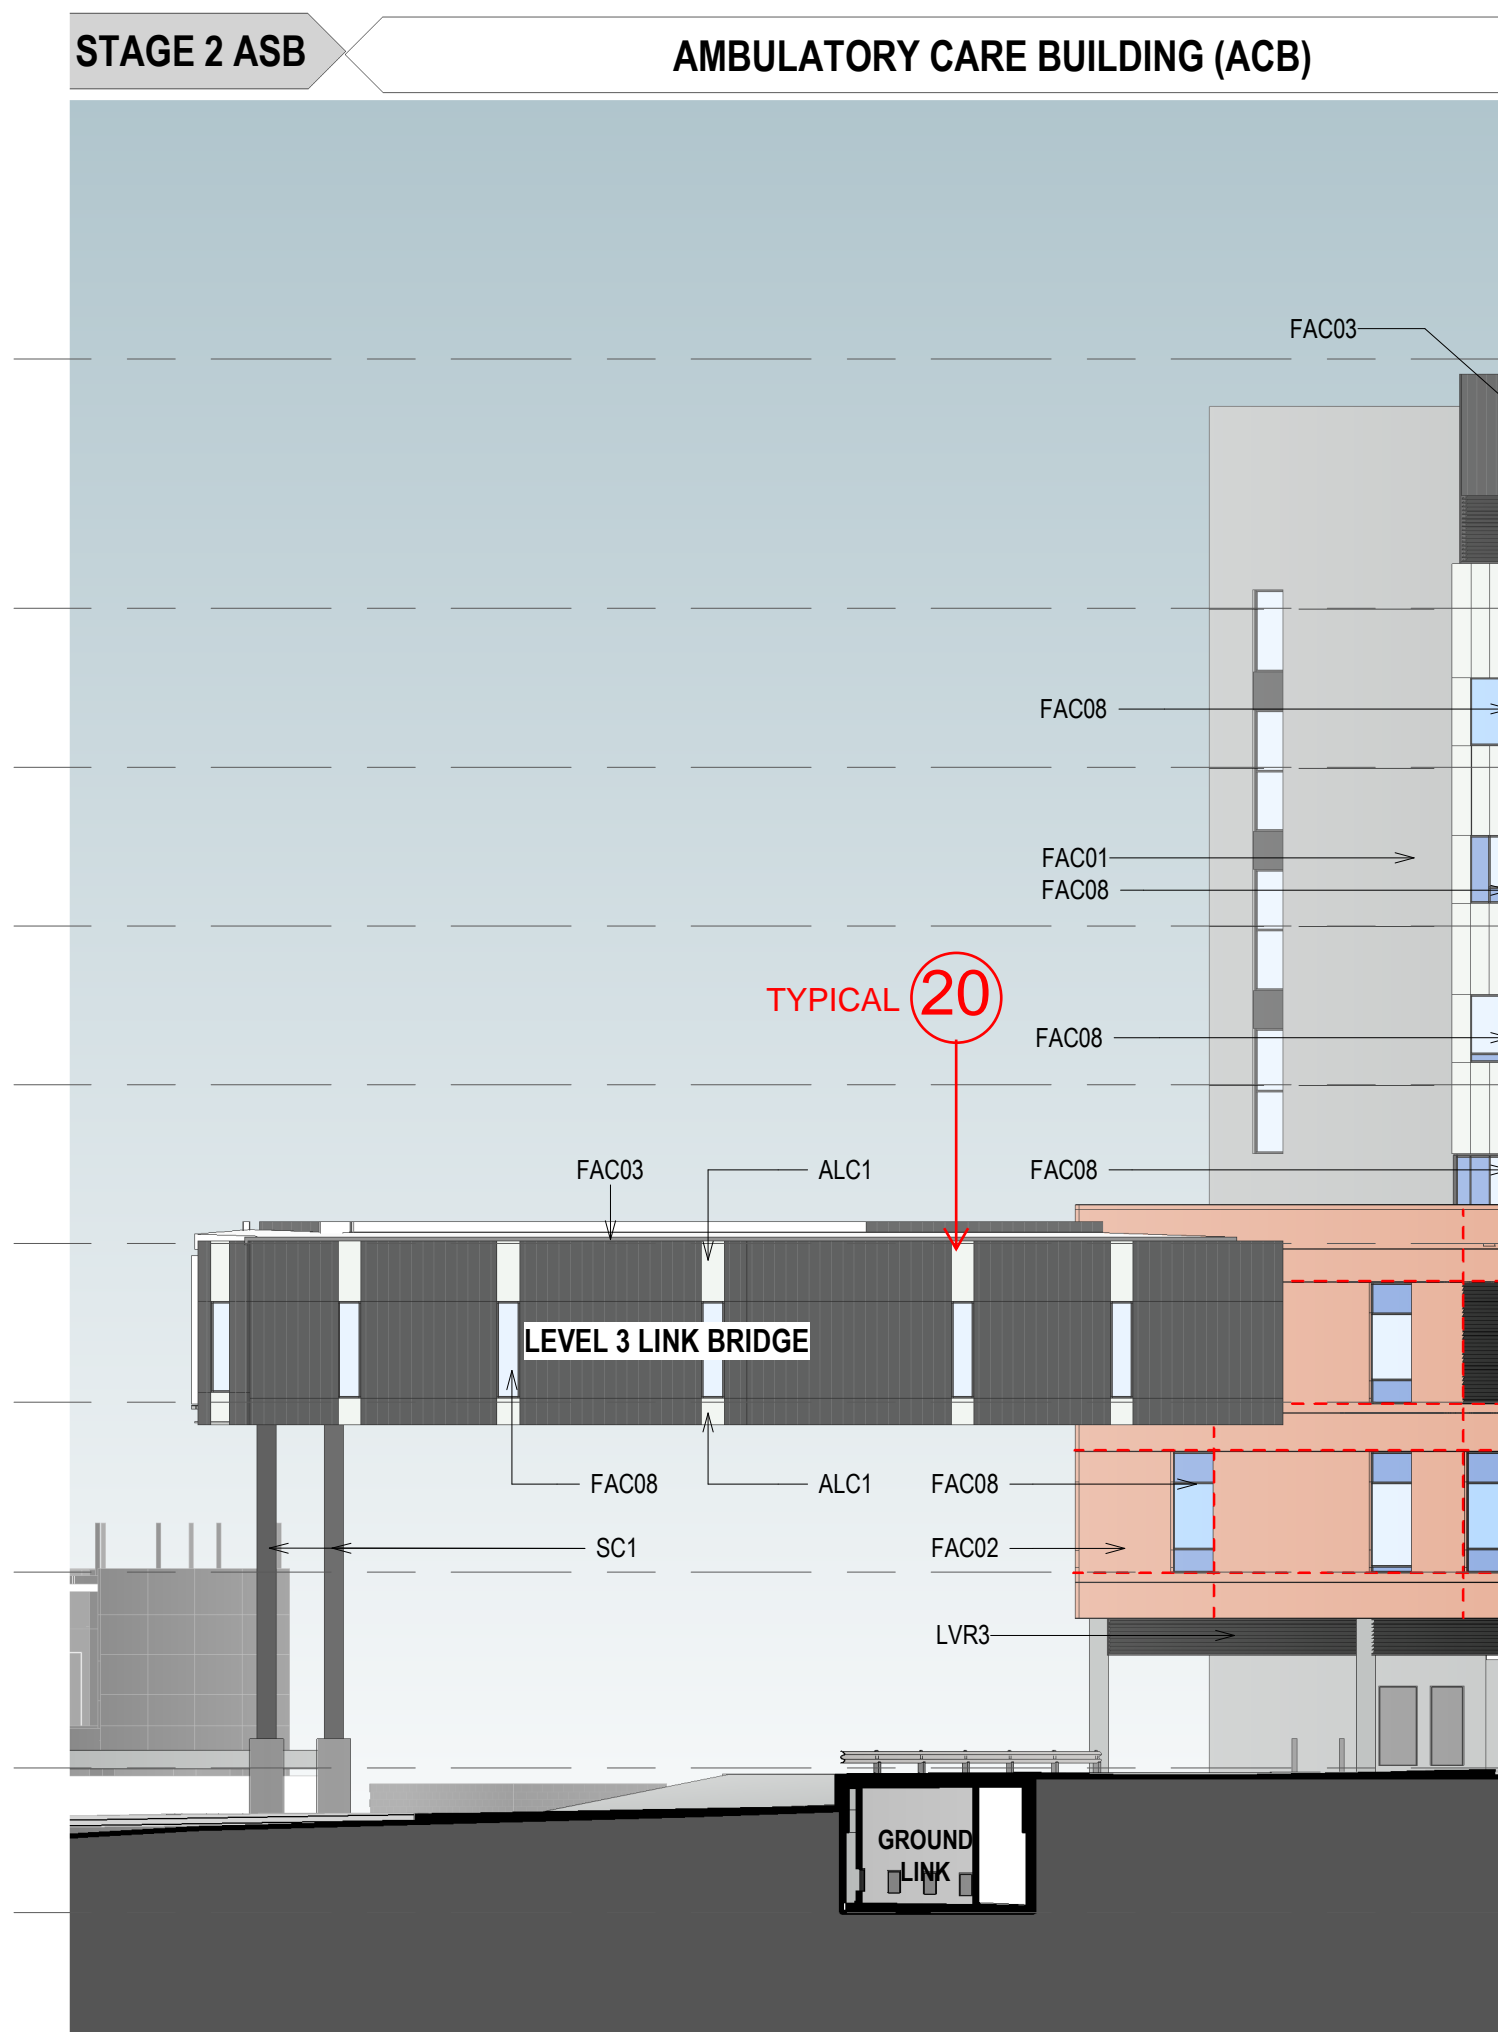 STAGE 2 ASB
AMBULATORY CARE BUILDING (ACB)
FAC03
FAC08
FAC01
FAC08
TYPICAL 20
FAC08
FAC03
ALC1
FAC08
LEVEL 3 LINK BRIDGE
FAC08
ALC1
FAC08
SC1
FAC02
LVR3
GROUND
LINK